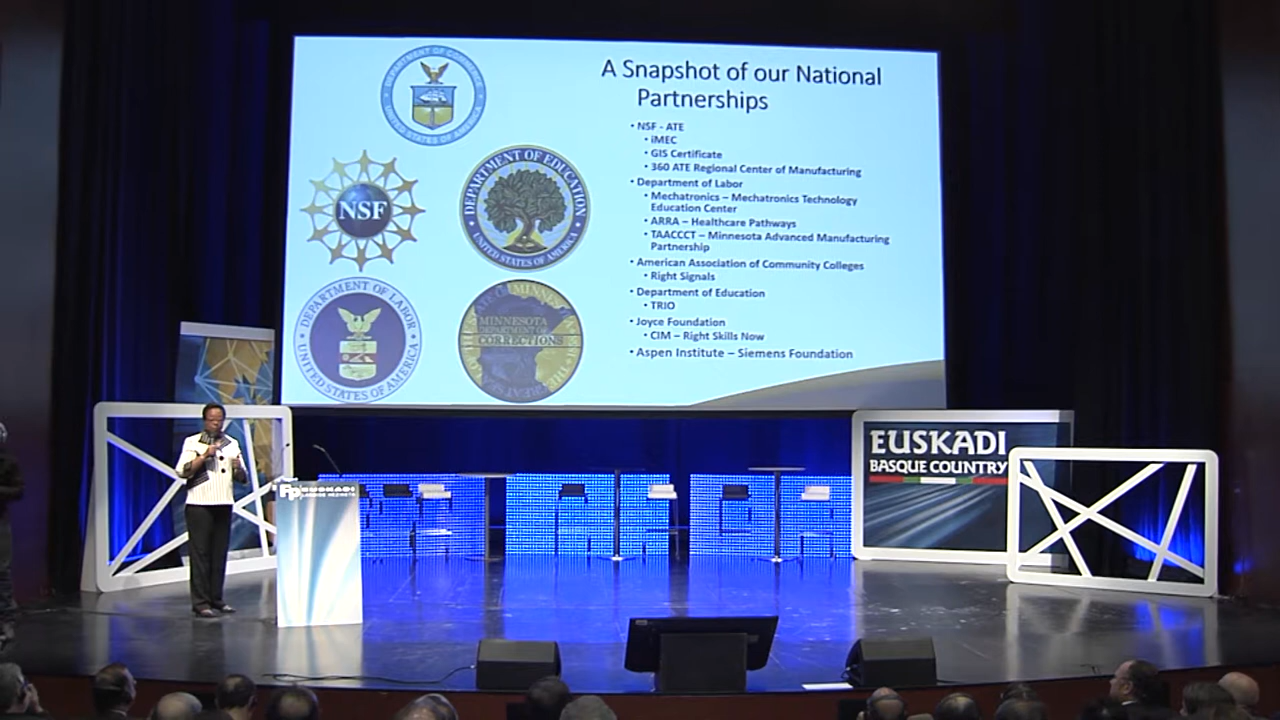 A Snapshot of our National
Partnerships
• NSF - ATE
• iMEC
• GIS Certificate
• 360 ATE Regional Center of Manufacturing
• Department of Labor
• Mechatronics – Mechatronics Technology
Education Center
• ARRA – Healthcare Pathways
• TAACCCT – Minnesota Advanced Manufacturing
Partnership
• American Association of Community Colleges
• Right Signals
• Department of Education
• TRIO
• Joyce Foundation
• CIM – Right Skills Now
• Aspen Institute – Siemens Foundation
DEPARTMENT OF COMMERCE
UNITED STATES OF AMERICA
NSF
DEPARTMENT OF EDUCATION
UNITED STATES OF AMERICA
DEPARTMENT OF LABOR
UNITED STATES OF AMERICA
MINNESOTA
DEPARTMENT OF
CORRECTIONS
EUSKADI
BASQUE COUNTRY
FP EUSKADI